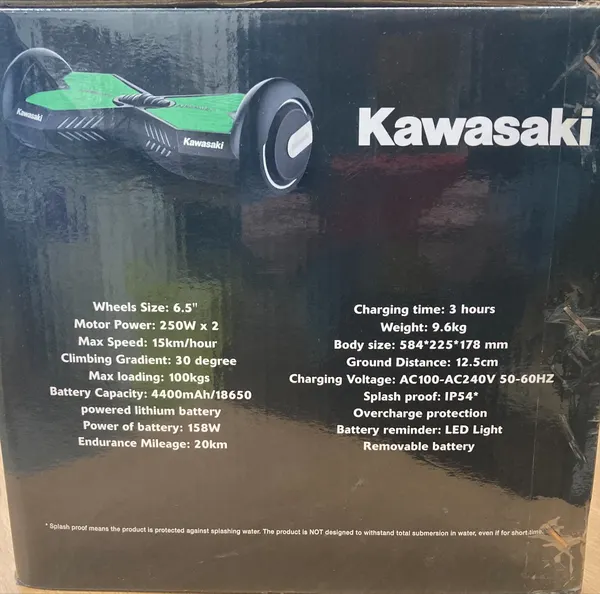 Kawasaki
Kawasaki
Kawasaki
Wheels Size: 6.5"
Motor Power: 250W x 2
Max Speed: 15km/hour
Climbing Gradient: 30 degree
Max loading: 100kgs
Battery Capacity: 4400mAh/18650
powered lithium battery
Power of battery: 158W
Endurance Mileage: 20km
Charging time: 3 hours
Weight: 9.6kg
Body size: 584*225*178 mm
Ground Distance: 12.5cm
Charging Voltage: AC100-AC240V 50-60HZ
Splash proof: IP54*
Overcharge protection
Battery reminder: LED Light
Removable battery
* Splash proof means the product is protected against splashing water. The product is NOT designed to withstand total submersion in water, even if for short time.